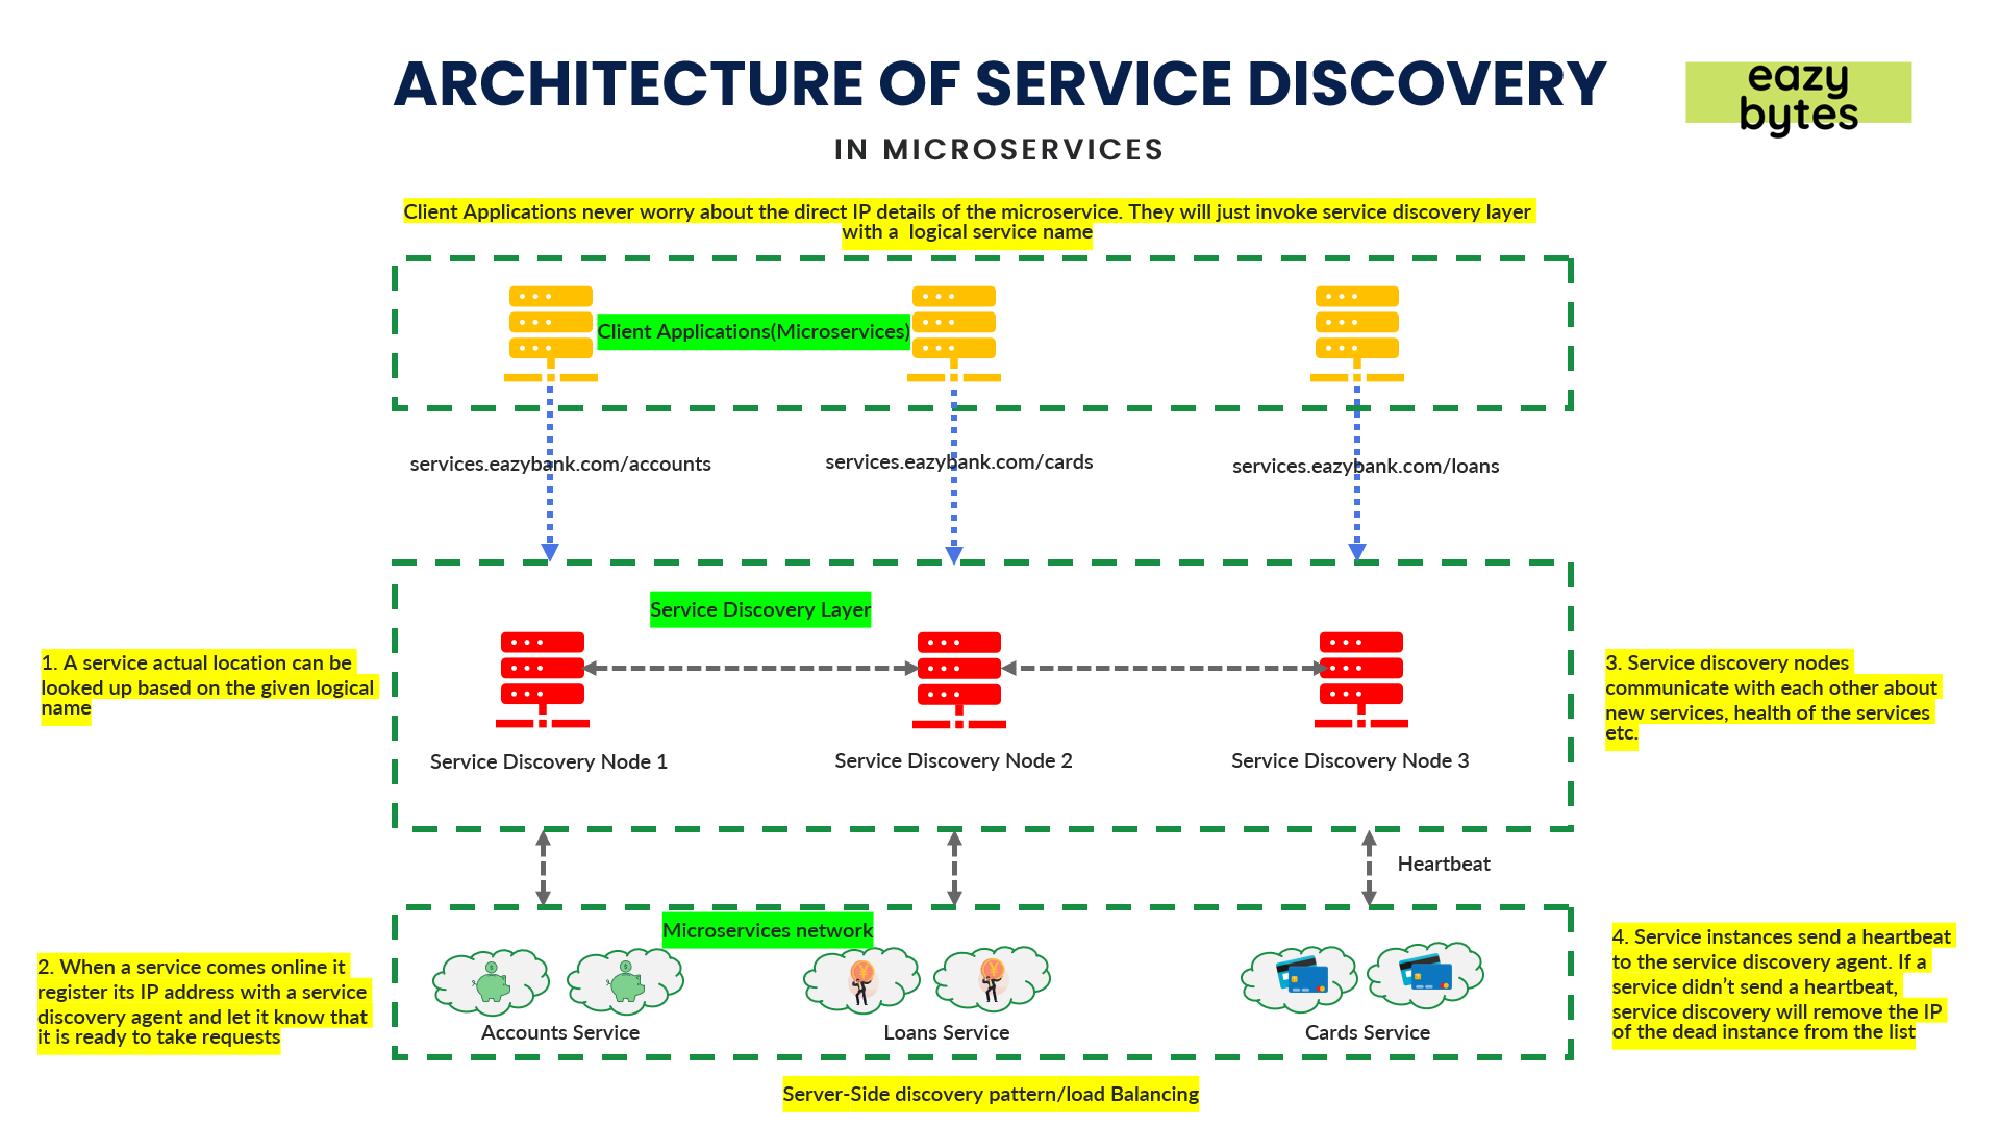 ARCHITECTURE OF SERVICE DISCOVERY
IN MICROSERVICES
eazy
bytes
Client Applications never worry about the direct IP details of the microservice. They will just invoke service discovery layer
with a logical service name
Client Applications(Microservices)
services.eazybank.com/accounts
services.eazybank.com/cards
services.eazybank.com/loans
Service Discovery Layer
1. A service actual location can be
looked up based on the given logical
name
3. Service discovery nodes
communicate with each other about
new services, health of the services
etc.
Service Discovery Node 1
Service Discovery Node 2
Service Discovery Node 3
Heartbeat
Microservices network
2. When a service comes online it
register its IP address with a service
discovery agent and let it know that
it is ready to take requests
4. Service instances send a heartbeat
to the service discovery agent. If a
service didn't send a heartbeat,
service discovery will remove the IP
of the dead instance from the list
Accounts Service
Loans Service
Cards Service
Server-Side discovery pattern/load Balancing